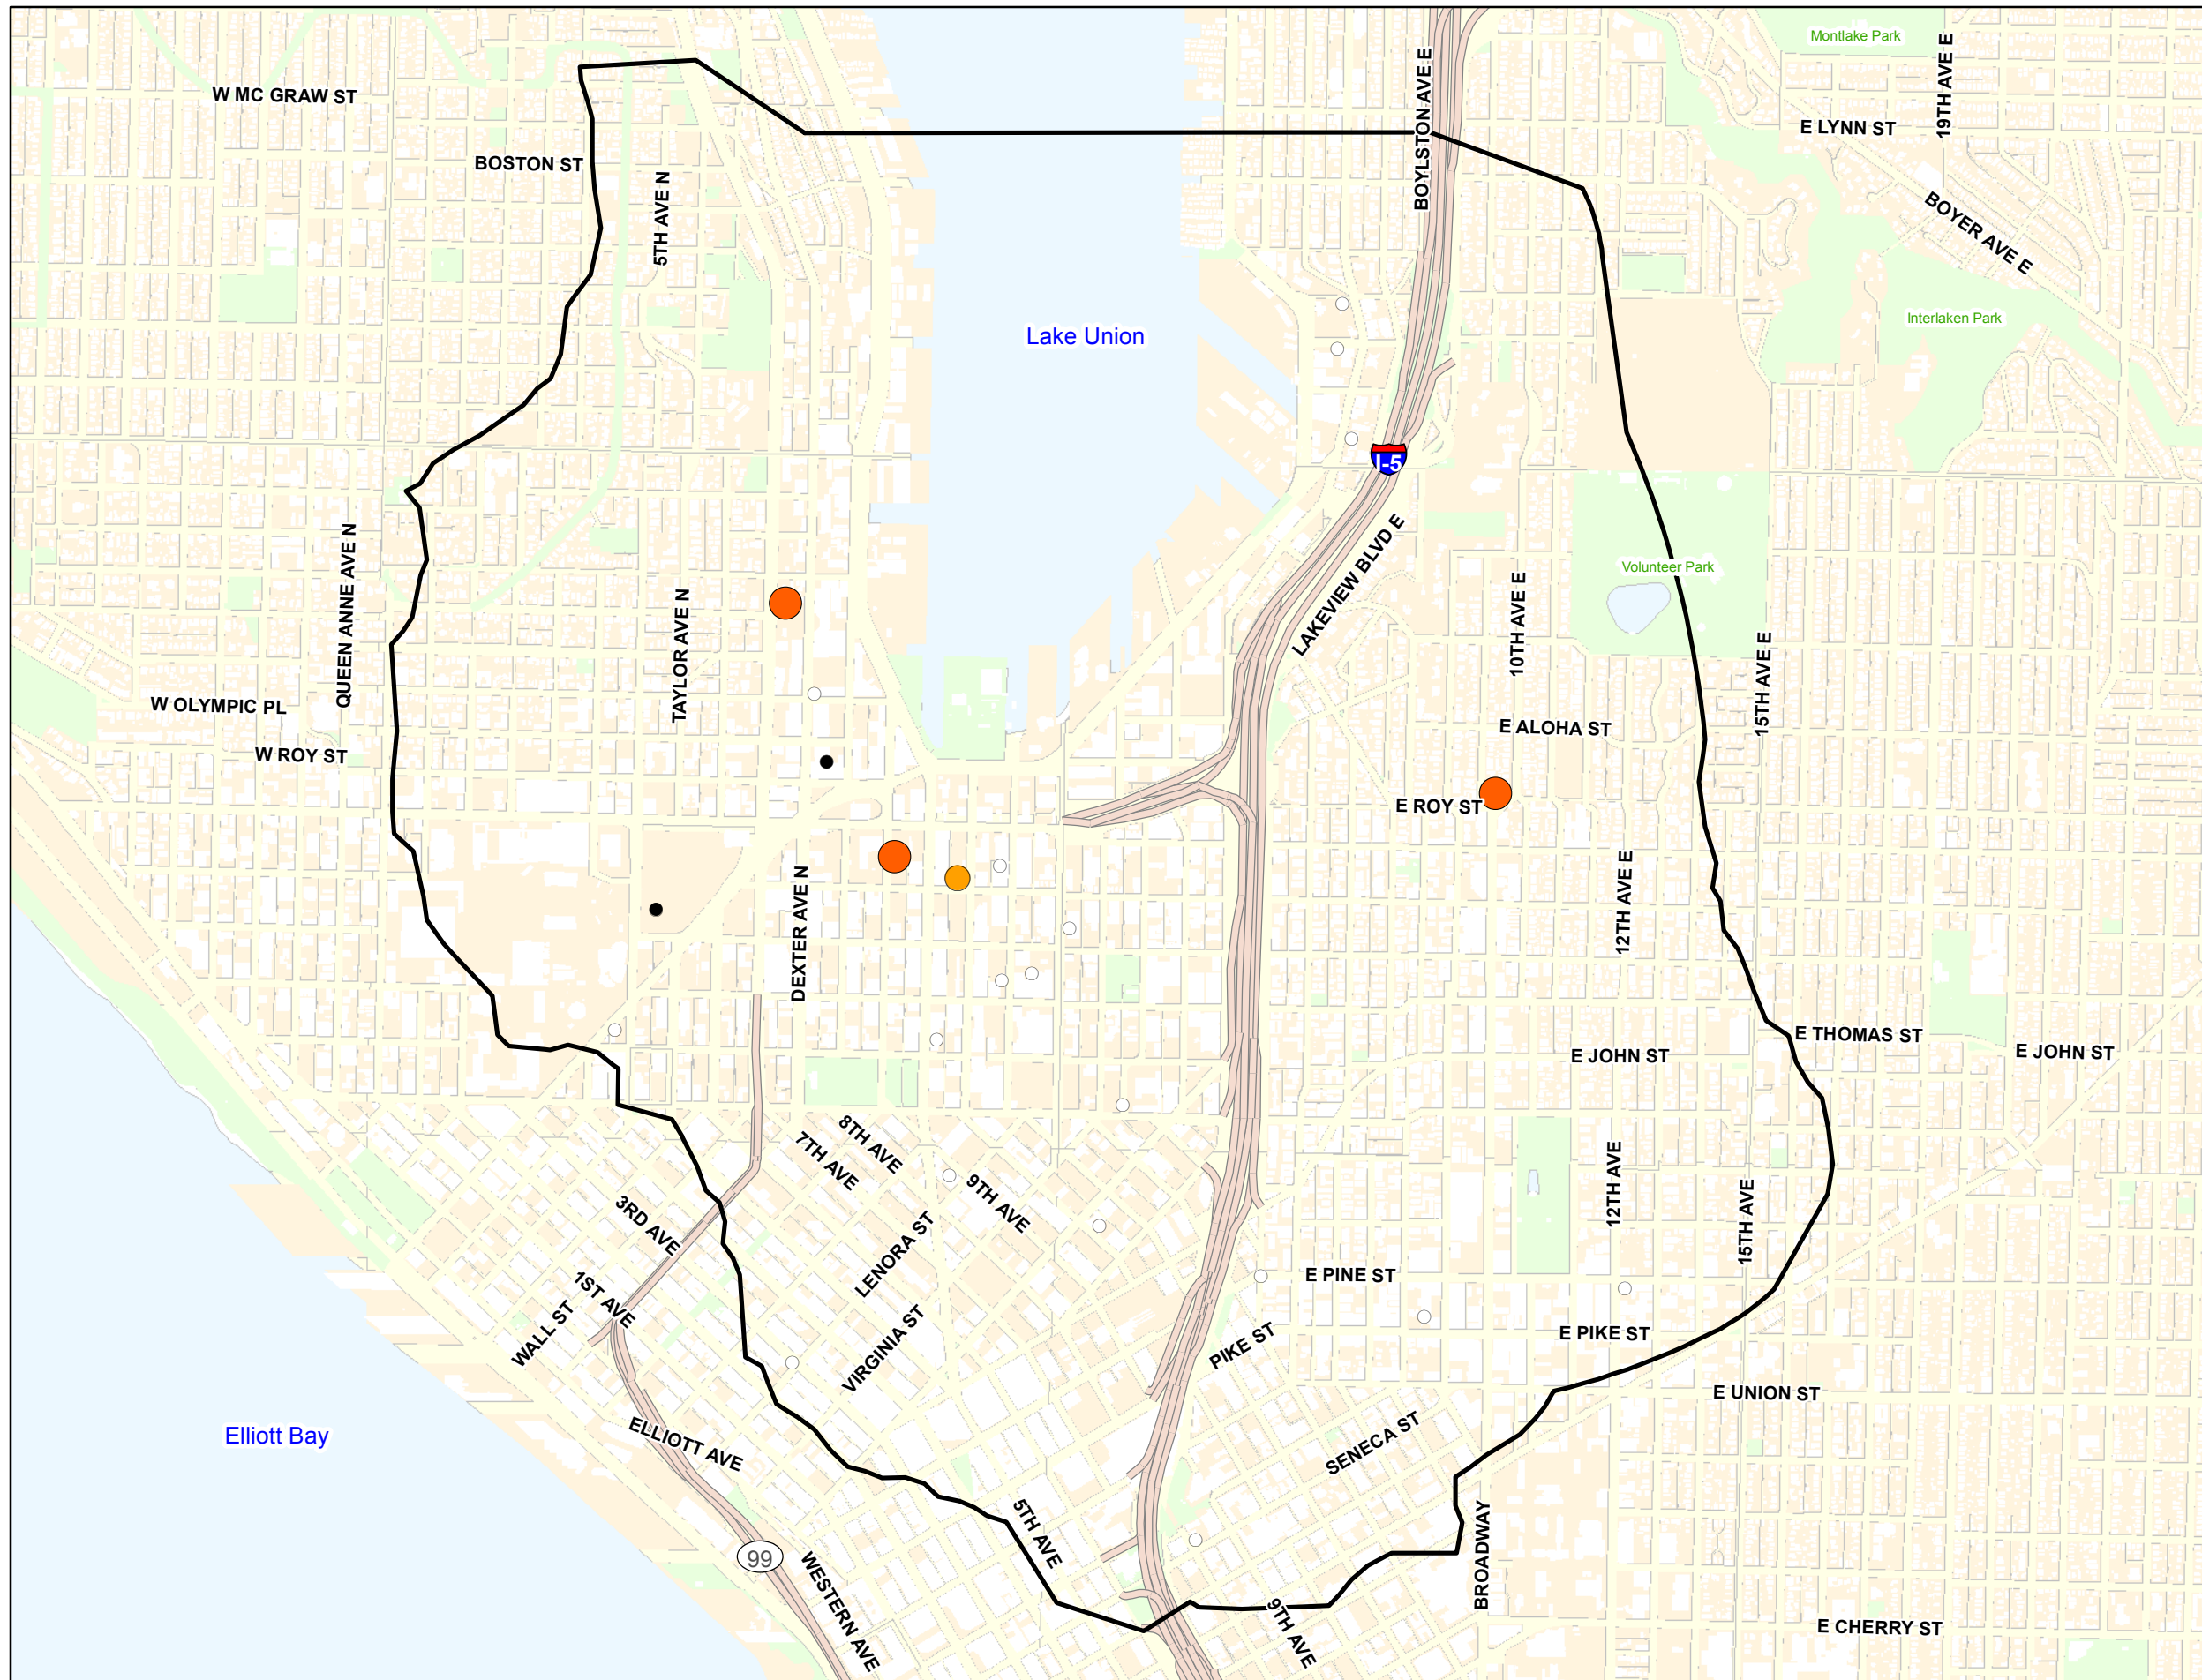 Montlake Park
BOYLSTON AVE E
19TH AVE E
W MC GRAW ST
E LYNN ST
BOSTON ST
5TH AVE N
BOYER AVE E
Interlaken Park
Lake Union
I-5
LAKEVIEW BLVD E
QUEEN ANNE AVE N
Volunteer Park
TAYLOR AVE N
10TH AVE E
15TH AVE E
W OLYMPIC PL
E ALOHA ST
W ROY ST
E ROY ST
DEXTER AVE N
12TH AVE E
E THOMAS ST
E JOHN ST
E JOHN ST
8TH AVE
7TH AVE
9TH AVE
12TH AVE
15TH AVE
3RD AVE
LENORA ST
E PINE ST
1ST AVE
WALL ST
VIRGINIA ST
PIKE ST
E PIKE ST
E UNION ST
Elliott Bay
ELLIOTT AVE
SENECA ST
5TH AVE
BROADWAY
99
WESTERN AVE
9TH AVE
E CHERRY ST